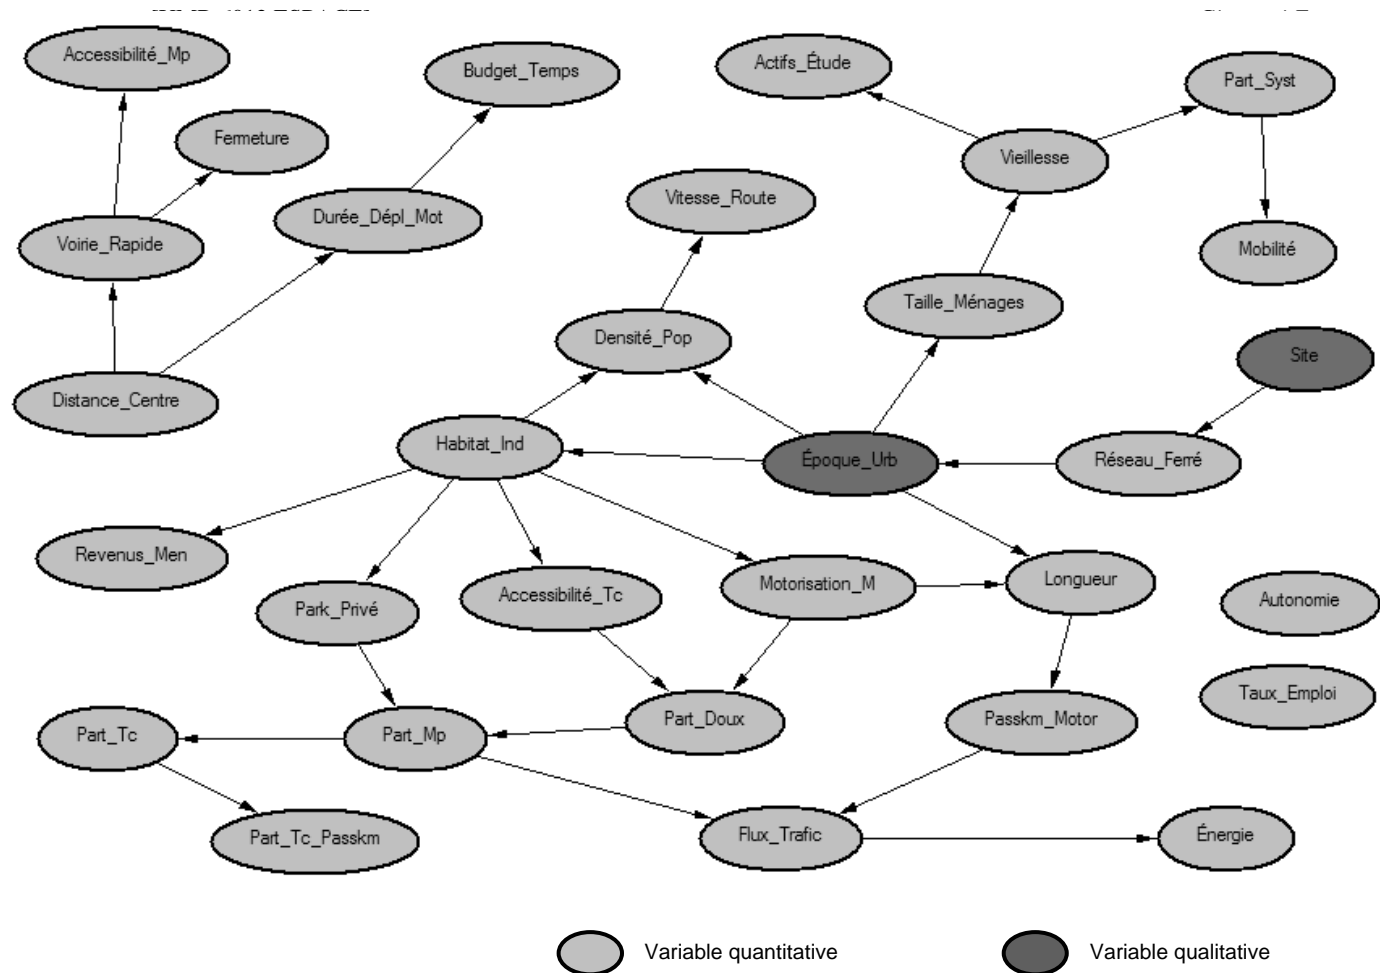 Accessibilité_Mp
Budget_Temps
Actifs_Étude
Part_Syst
Fermeture
Vieillesse
Vitesse_Route
Durée_Dépl_Mot
Voirie_Rapide
Mobilité
Taille_Ménages
Densité_Pop
Site
Distance_Centre
Habitat_Ind
Époque_Urb
Réseau_Ferré
Revenus_Men
Accessibilité_Tc
Motorisation_M
Longueur
Park_Privé
Autonomie
Taux_Emploi
Part_Tc
Part_Mp
Part_Doux
Passkm_Motor
Part_Tc_Passkm
Flux_Trafic
Énergie
Variable quantitative
Variable qualitative